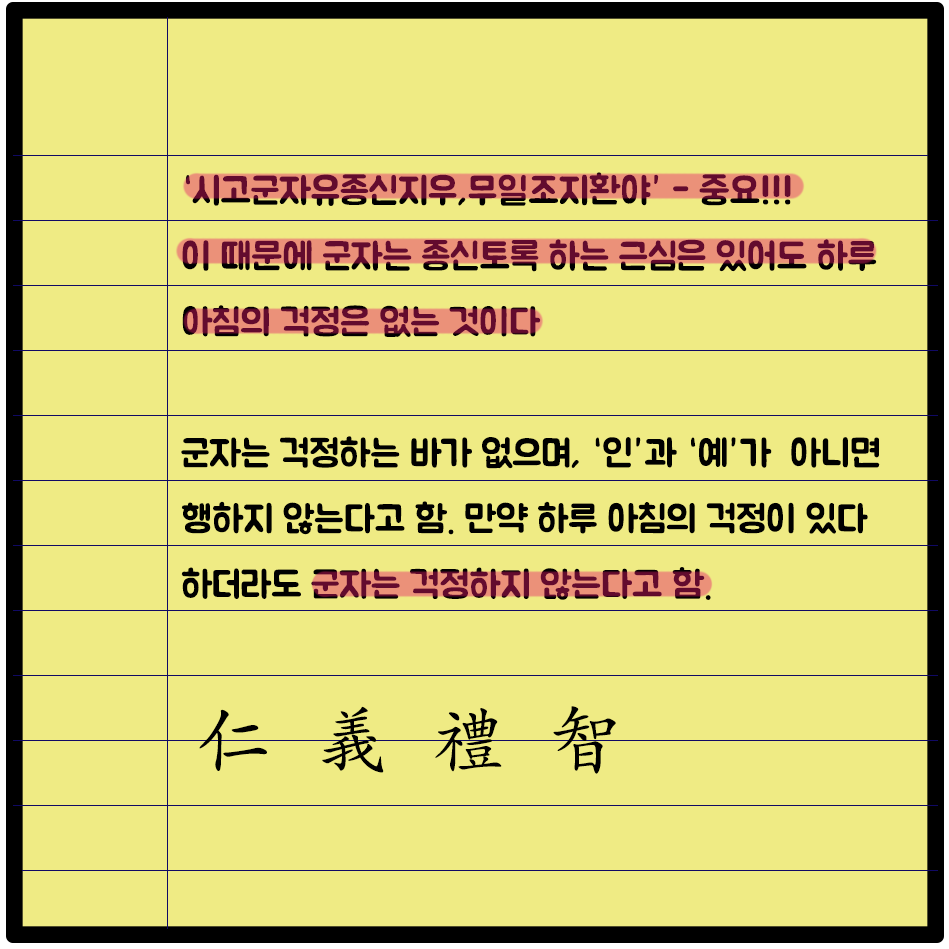 ‘시고군자유종신지우,무일조지환야’ - 중요!!!
이 때문에 군자는 종신토록 하는 근심은 있어도 하루
아침의 걱정은 없는 것이다
군자는 걱정하는 바가 없으며, ‘인’과 ‘예’가 아니면
행하지 않는다고 함. 만약 하루 아침의 걱정이 있다
하더라도 군자는 걱정하지 않는다고 함.
仁 義 禮 智